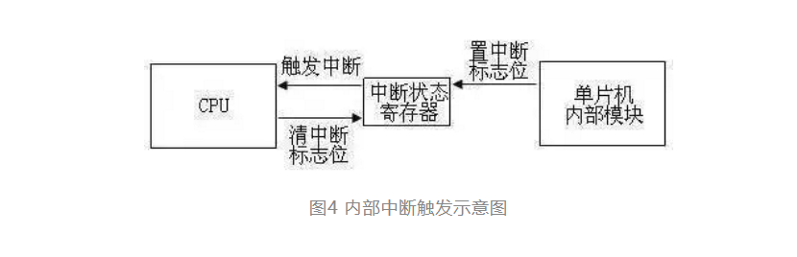 触发中断
置中断
标志位
CPU
中断状态
寄存器
单片机
内部模块
清中断
标志位
图4 内部中断触发示意图